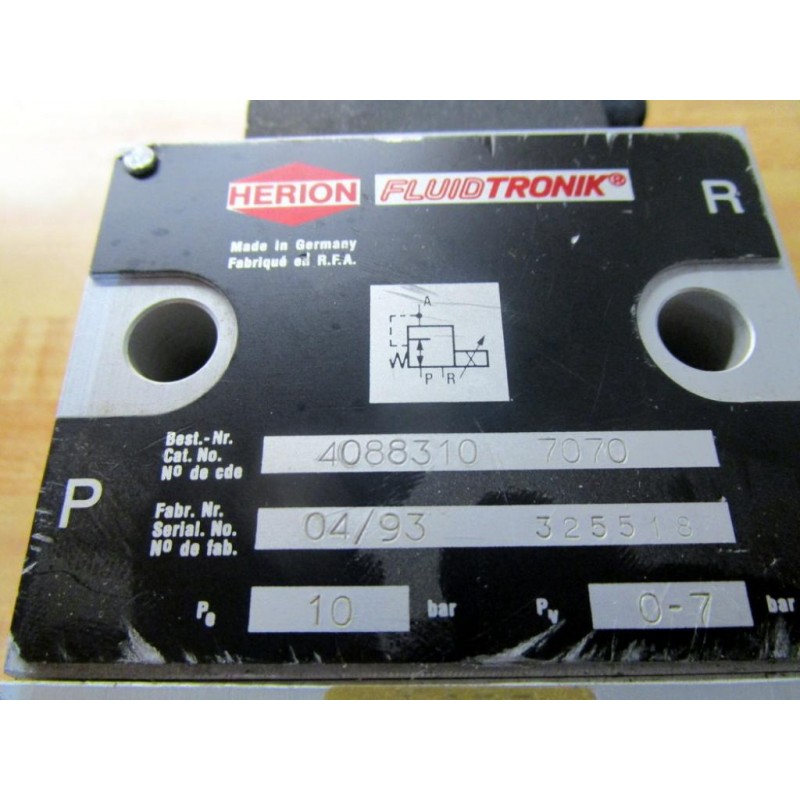 HERION FLUIDTRONIK®
R
Made in Germany
Fabriqué en R.F.A.
A
P R
Best.-Nr.
Cat. No. 4088310 7070
Nº de cde
P
Fabr. Nr.
Serial. No. 04/93 325518
Nº de fab.
Pe 10 bar Pv 0-7 bar